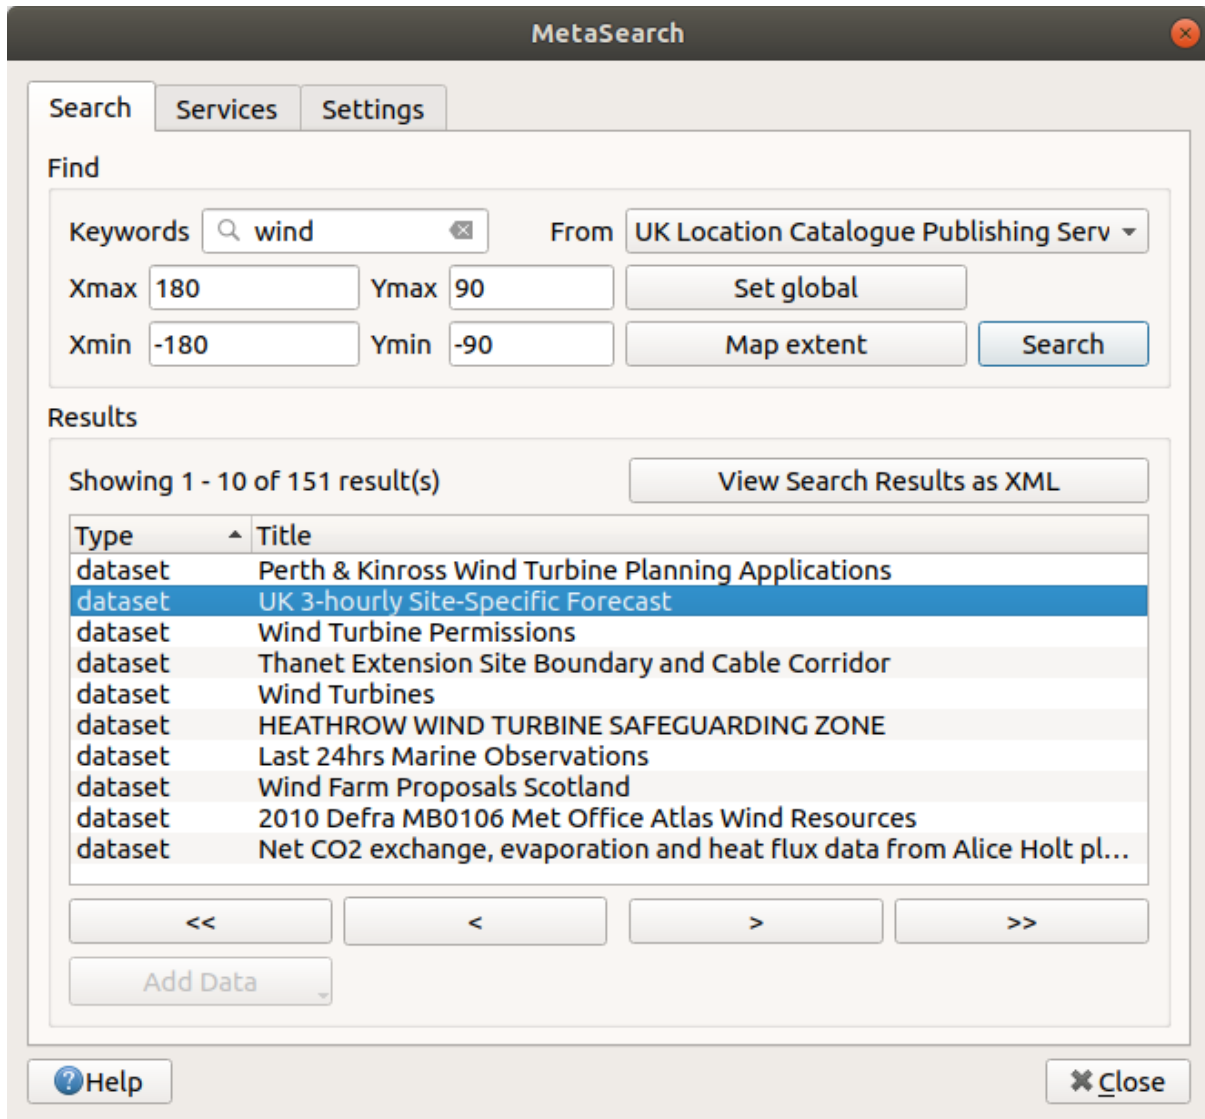 MetaSearch
Search Services Settings
Find
Keywords wind From UK Location Catalogue Publishing Serv
Xmax 180 Ymax 90 Set global
Xmin -180 Ymin -90 Map extent Search
Results
Showing 1 - 10 of 151 result(s) View Search Results as XML
Type Title
dataset Perth & Kinross Wind Turbine Planning Applications
dataset UK 3-hourly Site-Specific Forecast
dataset Wind Turbine Permissions
dataset Thanet Extension Site Boundary and Cable Corridor
dataset Wind Turbines
dataset HEATHROW WIND TURBINE SAFEGUARDING ZONE
dataset Last 24hrs Marine Observations
dataset Wind Farm Proposals Scotland
dataset 2010 Defra MB0106 Met Office Atlas Wind Resources
dataset Net CO2 exchange, evaporation and heat flux data from Alice Holt pl...
<< < > >>
Add Data
Help Close